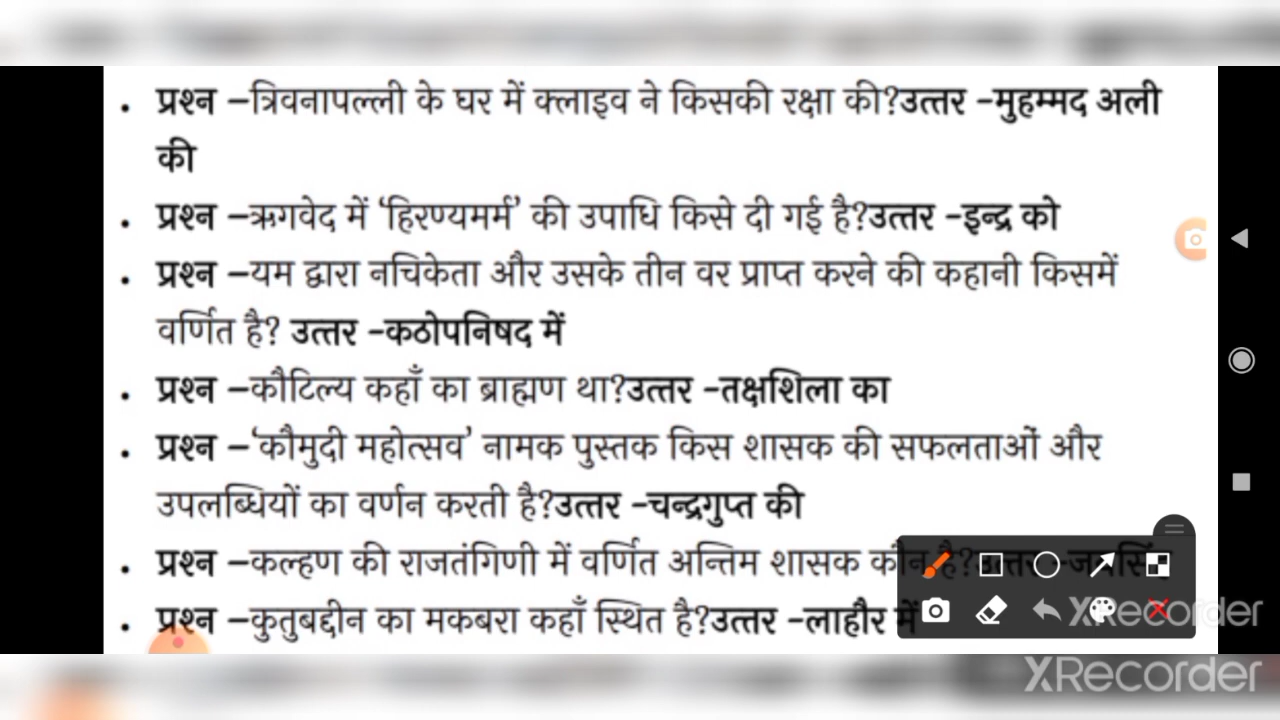 • प्रश्न –त्रिवनापल्ली के घर में क्लाइव ने किसकी रक्षा की?उत्तर -मुहम्मद अली
की
• प्रश्न –ऋगवेद में ‘हिरण्यमर्म’ की उपाधि किसे दी गई है?उत्तर -इन्द्र को
• प्रश्न –यम द्वारा नचिकेता और उसके तीन वर प्राप्त करने की कहानी किसमें
वर्णित है? उत्तर -कठोपनिषद में
• प्रश्न –कौटिल्य कहाँ का ब्राह्मण था?उत्तर -तक्षशिला का
• प्रश्न –‘कौमुदी महोत्सव’ नामक पुस्तक किस शासक की सफलताओं और
उपलब्धियों का वर्णन करती है?उत्तर -चन्द्रगुप्त की
• प्रश्न –कल्हण की राजतंगिणी में वर्णित अन्तिम शासक कौन है?उत्तर
• प्रश्न –कुतुबद्दीन का मकबरा कहाँ स्थित है?उत्तर -लाहौर में
XRecorder
XRecorder